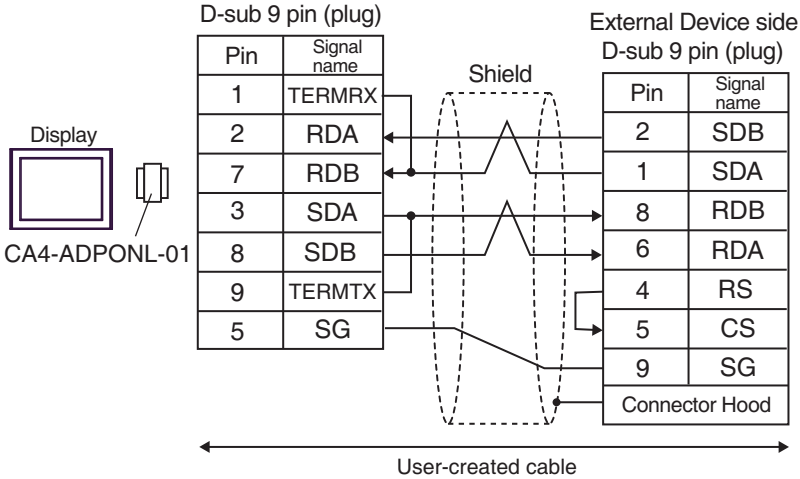 D-sub 9 pin (plug)
External Device side
D-sub 9 pin (plug)
Display
CA4-ADPONL-01
Pin Signal name
1 TERMRX
2 RDA
7 RDB
3 SDA
8 SDB
9 TERMTX
5 SG
Shield
Pin Signal name
2 SDB
1 SDA
8 RDB
6 RDA
4 RS
5 CS
9 SG
Connector Hood
User-created cable